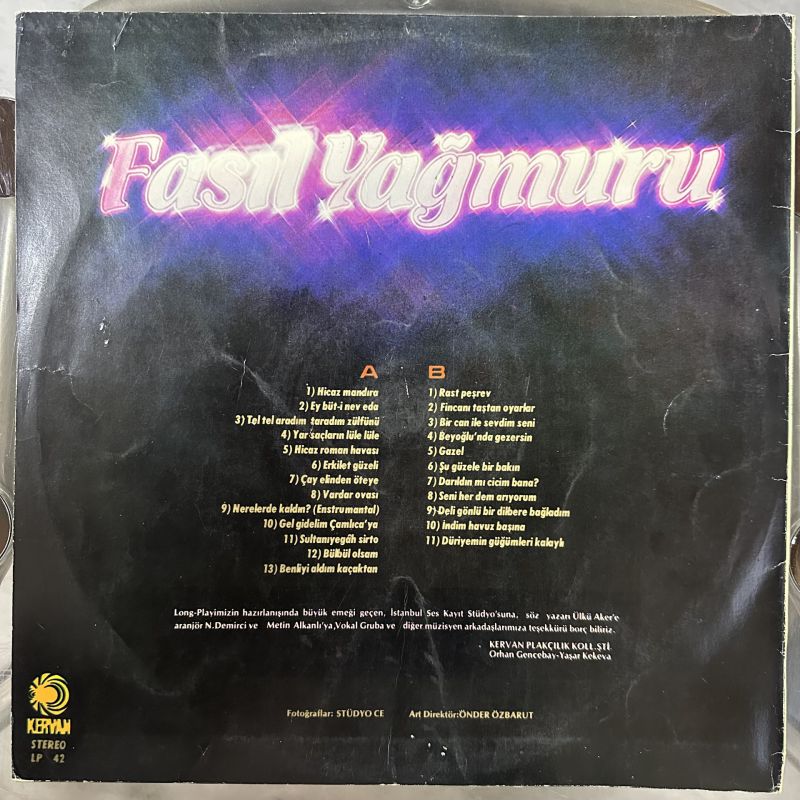 Fasıl Yağmuru
A
1) Hicaz mandıra
2) Ey büt-i nev eda
3) Tel tel aradım taradım zülfünü
4) Yar saçların lüle lüle
5) Hicaz roman havası
6) Erkilet güzeli
7) Çay elinden öteye
8) Vardar ovası
9) Nerelerde kaldın? (Enstrumantal)
10) Gel gidelim Çamlıca'ya
11) Sultanıyegâh sirto
12) Bülbül olsam
13) Benliyi aldım kaçaktan
B
1) Rast peşrev
2) Fincanı taştan oyarlar
3) Bir can ile sevdim seni
4) Beyoğlu'nda gezersin
5) Gazel
6) Şu güzele bir bakın
7) Darıldın mı cicim bana?
8) Seni her dem arıyorum
9) Deli gönlü bir dilbere bağladım
10) İndim havuz başına
11) Düriyemin güğümleri kalaylı
Long-Playimizin hazırlanışında büyük emeği geçen, İstanbul Ses Kayıt Stüdyo'suna, söz yazarı Ülkü Aker'e
aranjör N.Demirci ve Metin Alkanlı'ya,Vokal Gruba ve diğer müzisyen arkadaşlarımıza teşekkürü borç biliriz.
KERVAN PLAKÇILIK KOLL.ŞTİ.
Orhan Gencebay-Yaşar Kekeva
KERVAN
STEREO
LP 42
Fotoğraflar: STÜDYO CE Art Direktör:ÖNDER ÖZBARUT